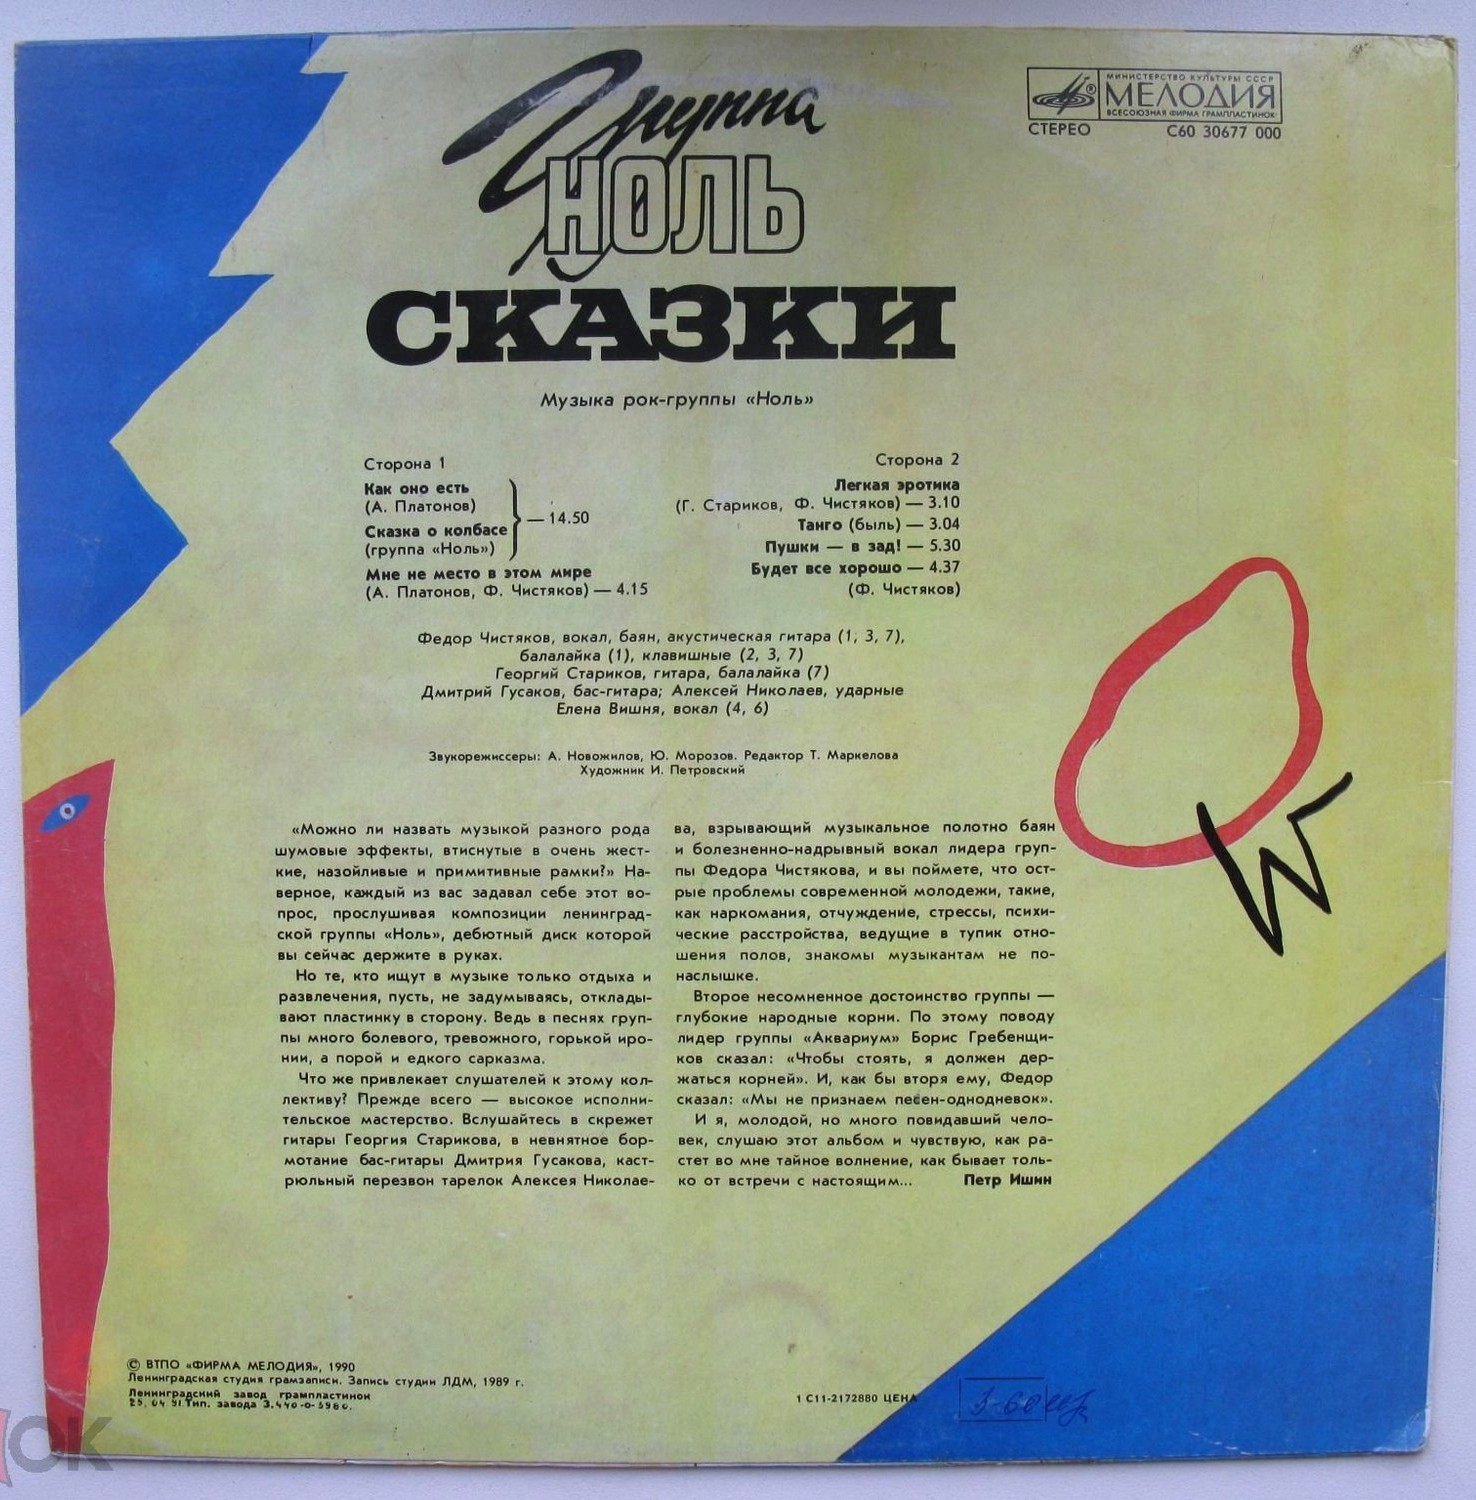 Группа
НОЛЬ
СКАЗКИ
МИНИСТЕРСТВО КУЛЬТУРЫ СССР
МЕЛОДИЯ
ВСЕСОЮЗНАЯ ФИРМА ГРАМПЛАСТИНОК
СТЕРЕО
С60 30677 000
Музыка рок-группы «Ноль»
Сторона 1
Как оно есть
(А. Платонов)
Сказка о колбасе
(группа «Ноль»)
— 14.50
Мне не место в этом мире
(А. Платонов, Ф. Чистяков) — 4.15
Сторона 2
Легкая эротика
(Г. Стариков, Ф. Чистяков) — 3.10
Танго (быль) — 3.04
Пушки — в зад! — 5.30
Будет все хорошо — 4.37
(Ф. Чистяков)
Федор Чистяков, вокал, баян, акустическая гитара (1, 3, 7),
балалайка (1), клавишные (2, 3, 7)
Георгий Стариков, гитара, балалайка (7)
Дмитрий Гусаков, бас-гитара; Алексей Николаев, ударные
Елена Вишня, вокал (4, 6)
Звукорежиссеры: А. Новожилов, Ю. Морозов. Редактор Т. Маркелова
Художник И. Петровский
«Можно ли назвать музыкой разного рода
шумовые эффекты, втиснутые в очень жест-
кие, назойливые и примитивные рамки?» На-
верное, каждый из вас задавал себе этот во-
прос, прослушивая композиции ленинград-
ской группы «Ноль», дебютный диск которой
вы сейчас держите в руках.
Но те, кто ищут в музыке только отдыха и
развлечения, пусть, не задумываясь, отклады-
вают пластинку в сторону. Ведь в песнях груп-
пы много болевого, тревожного, горькой иро-
нии, а порой и едкого сарказма.
Что же привлекает слушателей к этому кол-
лективу? Прежде всего — высокое исполни-
тельское мастерство. Вслушайтесь в скрежет
гитары Георгия Старикова, в невнятное бор-
мотание бас-гитары Дмитрия Гусакова, каст-
рюльный перезвон тарелок Алексея Николае-
ва, взрывающий музыкальное полотно баян
и болезненно-надрывный вокал лидера груп-
пы Федора Чистякова, и вы поймете, что ост-
рые проблемы современной молодежи, такие,
как наркомания, отчуждение, стрессы, психи-
ческие расстройства, ведущие в тупик отно-
шения полов, знакомы музыкантам не по-
наслышке.
Второе несомненное достоинство группы —
глубокие народные корни. По этому поводу
лидер группы «Аквариум» Борис Гребенщи-
ков сказал: «Чтобы стоять, я должен дер-
жаться корней». И, как бы вторя ему, Федор
сказал: «Мы не признаем песен-однодневок».
И я, молодой, но много повидавший чело-
век, слушаю этот альбом и чувствую, как ра-
стет во мне тайное волнение, как бывает толь-
ко от встречи с настоящим... Петр Ишин
© ВТПО «ФИРМА МЕЛОДИЯ», 1990
Ленинградская студия грамзаписи. Запись студии ЛДМ, 1989 г.
Ленинградский завод грампластинок
25.04.91. Тип. завода З.440-0-5960.
1 С11-2172880 ЦЕНА
ОК